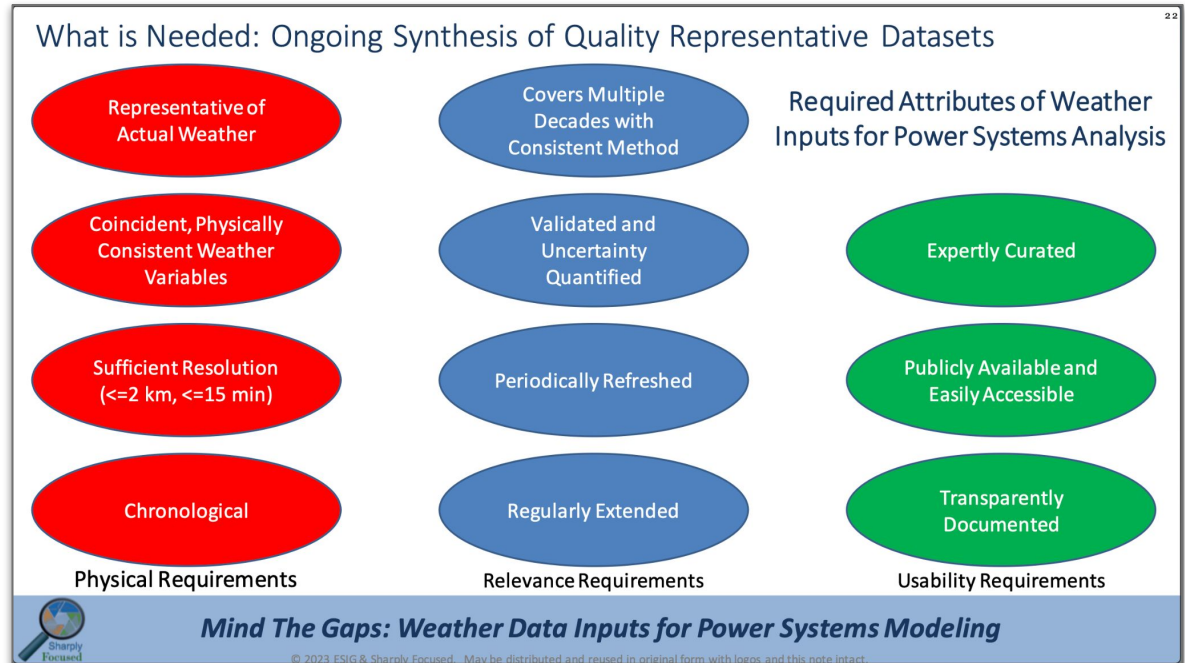 22
What is Needed: Ongoing Synthesis of Quality Representative Datasets
Representative of
Actual Weather
Coincident, Physically
Consistent Weather
Variables
Sufficient Resolution
(<=2 km, <=15 min)
Chronological
Physical Requirements
Covers Multiple
Decades with
Consistent Method
Validated and
Uncertainty
Quantified
Periodically Refreshed
Regularly Extended
Relevance Requirements
Required Attributes of Weather
Inputs for Power Systems Analysis
Expertly Curated
Publicly Available and
Easily Accessible
Transparently
Documented
Usability Requirements
Sharply
Focused
Mind The Gaps: Weather Data Inputs for Power Systems Modeling
© 2023 ESIG & Sharply Focused. May be distributed and reused in original form with logos and this note intact.